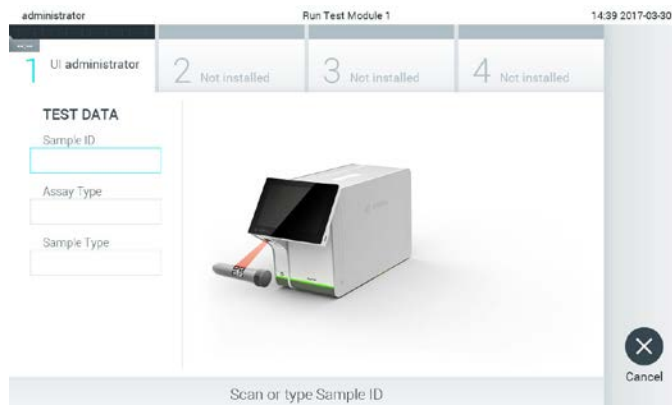 administrator
Run Test Module 1
14:39 2017-03-30
1 UI administrator
2 Not installed
3 Not installed
4 Not installed
TEST DATA
Sample ID
Assay Type
Sample Type
Cancel
Scan or type Sample ID